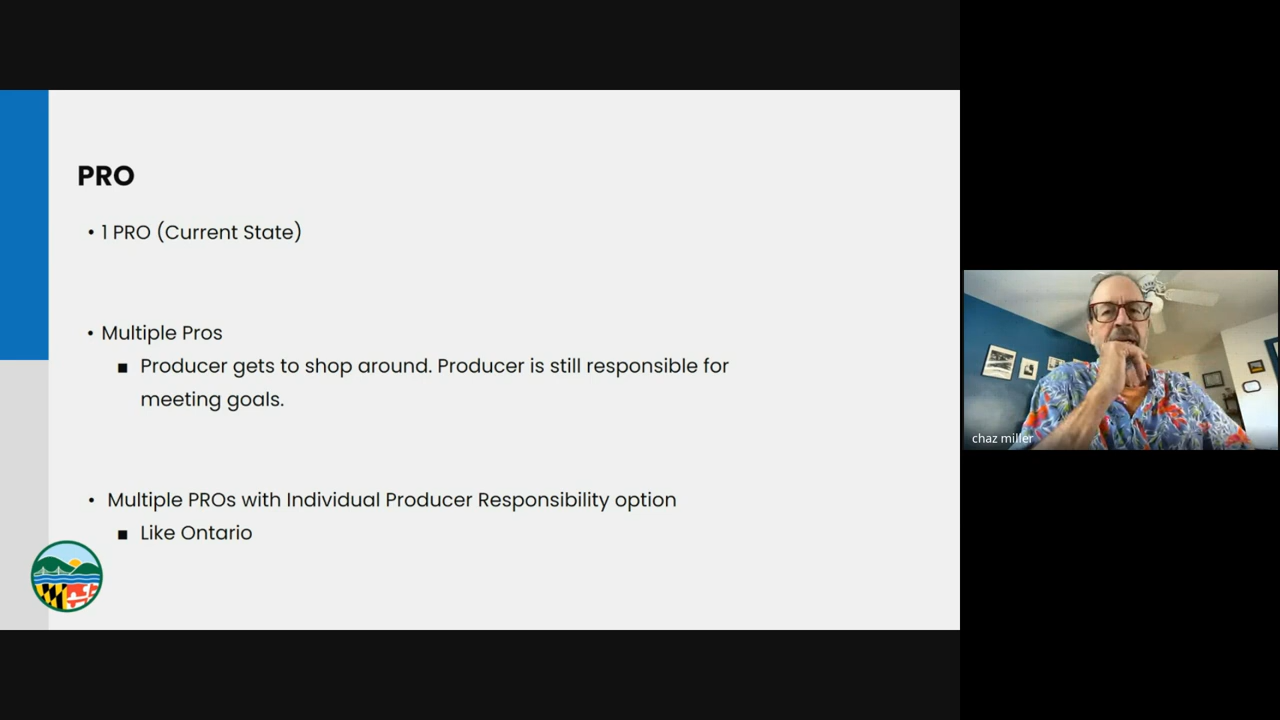 PRO
• 1 PRO (Current State)
• Multiple Pros
▪ Producer gets to shop around. Producer is still responsible for
meeting goals.
• Multiple PROs with Individual Producer Responsibility option
▪ Like Ontario
chaz miller